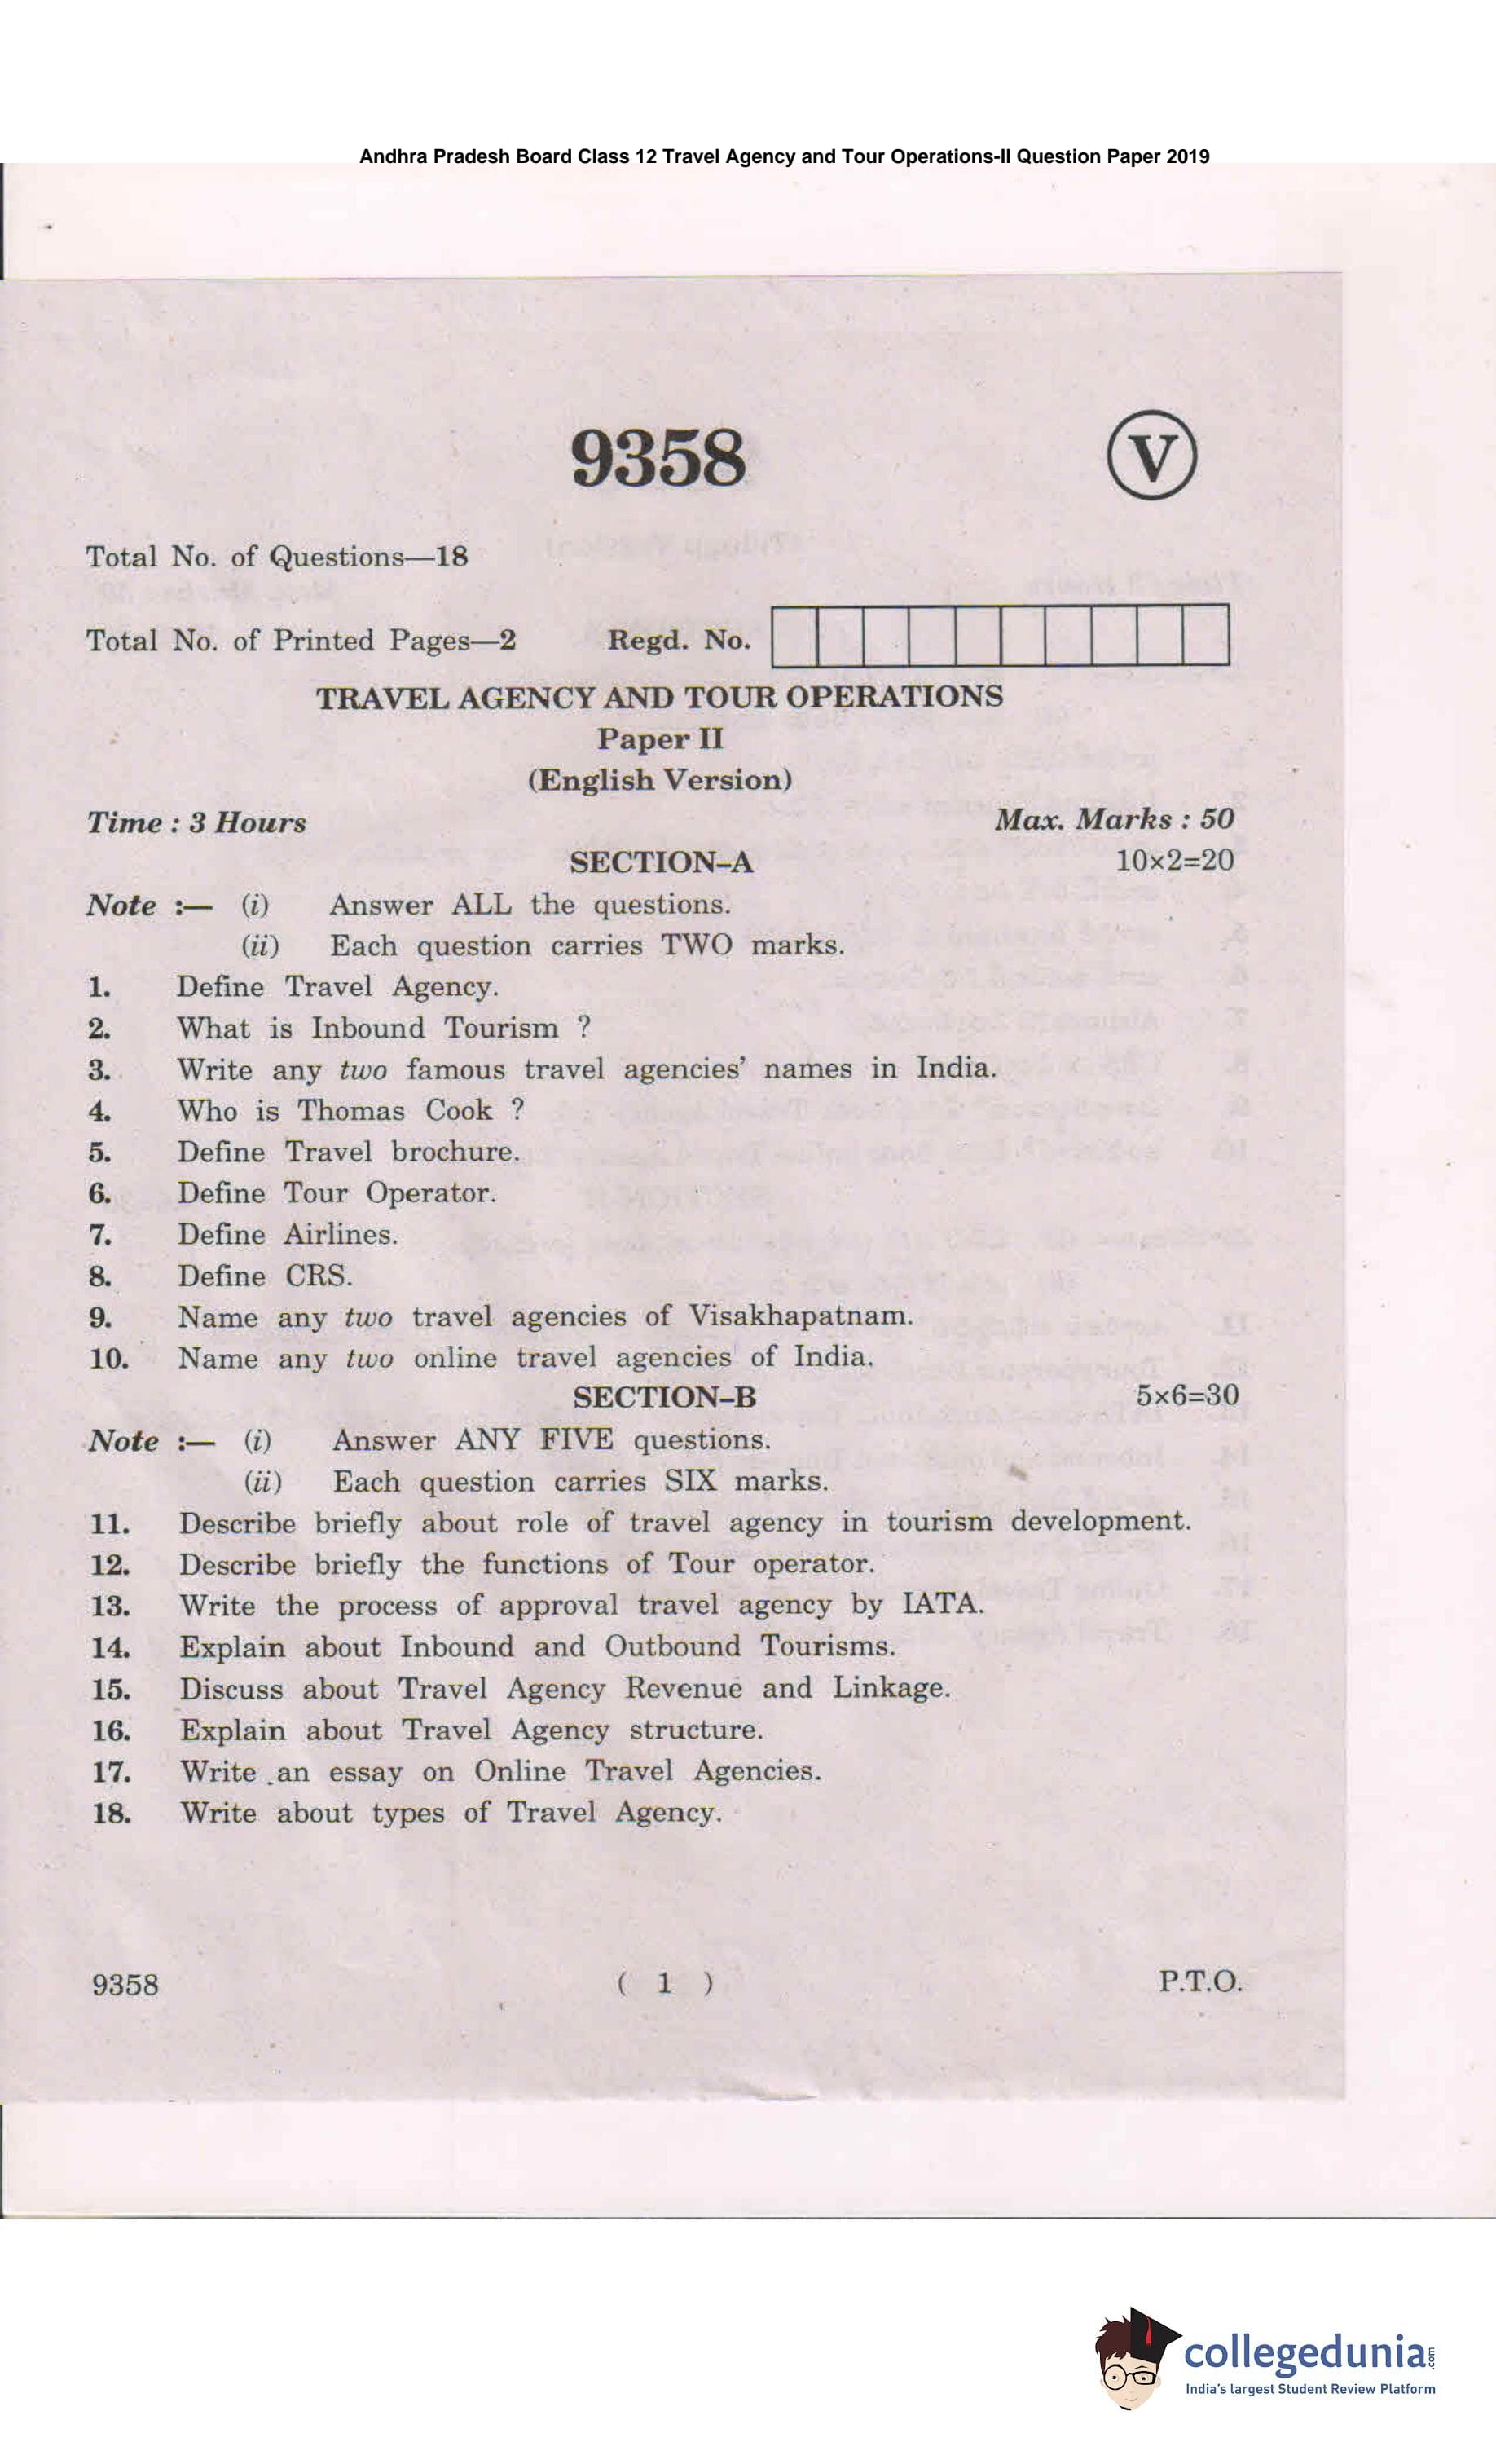 Andhra Pradesh Board Class 12 Travel Agency and Tour Operations-II Question Paper 2019
9358 V
Total No. of Questions—18
Total No. of Printed Pages—2 Regd. No.
TRAVEL AGENCY AND TOUR OPERATIONS
Paper II
(English Version)
Time : 3 Hours Max. Marks : 50
SECTION–A 10×2=20
Note :— (i) Answer ALL the questions.
(ii) Each question carries TWO marks.
1. Define Travel Agency.
2. What is Inbound Tourism ?
3. Write any two famous travel agencies' names in India.
4. Who is Thomas Cook ?
5. Define Travel brochure.
6. Define Tour Operator.
7. Define Airlines.
8. Define CRS.
9. Name any two travel agencies of Visakhapatnam.
10. Name any two online travel agencies of India.
SECTION–B 5×6=30
Note :— (i) Answer ANY FIVE questions.
(ii) Each question carries SIX marks.
11. Describe briefly about role of travel agency in tourism development.
12. Describe briefly the functions of Tour operator.
13. Write the process of approval travel agency by IATA.
14. Explain about Inbound and Outbound Tourisms.
15. Discuss about Travel Agency Revenue and Linkage.
16. Explain about Travel Agency structure.
17. Write an essay on Online Travel Agencies.
18. Write about types of Travel Agency.
9358 ( 1 ) P.T.O.
collegedunia.com
India's largest Student Review Platform